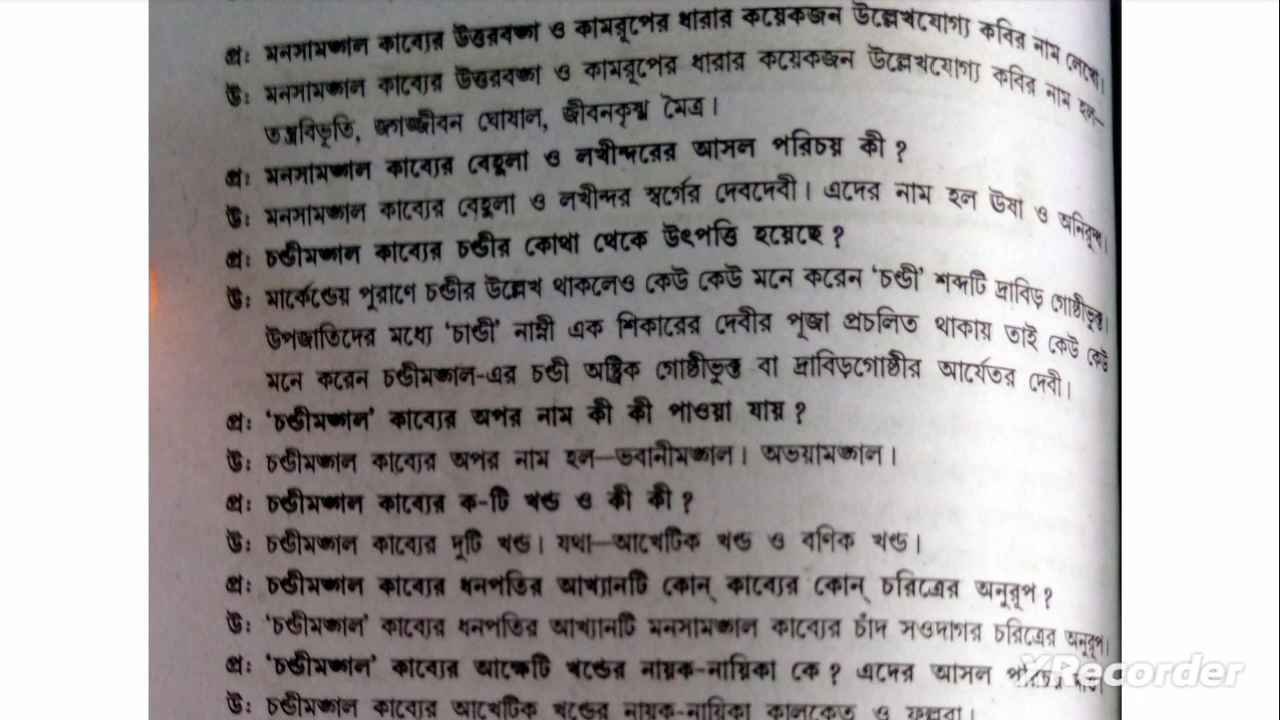 প্র: মনসামঙ্গল কাব্যের উত্তরবঙ্গ ও কামরূপের ধারার কয়েকজন উল্লেখযোগ্য কবির নাম লেখো।
উ: মনসামঙ্গল কাব্যের উত্তরবঙ্গ ও কামরূপের ধারার কয়েকজন উল্লেখযোগ্য কবির নাম হল–
তন্ত্রবিভূতি, জগজ্জীবন ঘোষাল, জীবনকৃষ্ণ মৈত্র।
প্র: মনসামঙ্গল কাব্যের বেহুলা ও লখীন্দরের আসল পরিচয় কী ?
উ: মনসামঙ্গল কাব্যের বেহুলা ও লখীন্দর স্বর্গের দেবদেবী। এদের নাম হল ঊষা ও অনিরুদ্ধ।
প্র: চণ্ডীমঙ্গল কাব্যের চণ্ডীর কোথা থেকে উৎপত্তি হয়েছে ?
উ: মার্কেণ্ডেয় পুরাণে চণ্ডীর উল্লেখ থাকলেও কেউ কেউ মনে করেন ‘চণ্ডী’ শব্দটি দ্রাবিড় গোষ্ঠীভুক্ত।
উপজাতিদের মধ্যে ‘চাণ্ডী’ নাম্নী এক শিকারের দেবীর পূজা প্রচলিত থাকায় তাই কেউ কেউ
মনে করেন চণ্ডীমঙ্গল-এর চণ্ডী অস্ট্রিক গোষ্ঠীভুক্ত বা দ্রাবিড়গোষ্ঠীর আর্যেতর দেবী।
প্র: ‘চণ্ডীমঙ্গল’ কাব্যের অপর নাম কী কী পাওয়া যায় ?
উ: চণ্ডীমঙ্গল কাব্যের অপর নাম হল—ভবানীমঙ্গল। অভয়ামঙ্গল।
প্র: চণ্ডীমঙ্গল কাব্যের ক-টি খণ্ড ও কী কী ?
উ: চণ্ডীমঙ্গল কাব্যের দুটি খণ্ড। যথা—আখেটিক খণ্ড ও বণিক খণ্ড।
প্র: চণ্ডীমঙ্গল কাব্যের ধনপতির আখ্যানটি কোন্ কাব্যের কোন্ চরিত্রের অনুরূপ ?
উ: ‘চণ্ডীমঙ্গল’ কাব্যের ধনপতির আখ্যানটি মনসামঙ্গল কাব্যের চাঁদ সওদাগর চরিত্রের অনুরূপ।
প্র: ‘চণ্ডীমঙ্গল’ কাব্যের আক্ষেটি খণ্ডের নায়ক-নায়িকা কে ? এদের আসল
উ: চণ্ডীমঙ্গল কাব্যের আখেটিক খণ্ডের নায়ক-নায়িকা কালকেতু ও ফুল্লরা।
XRecorder